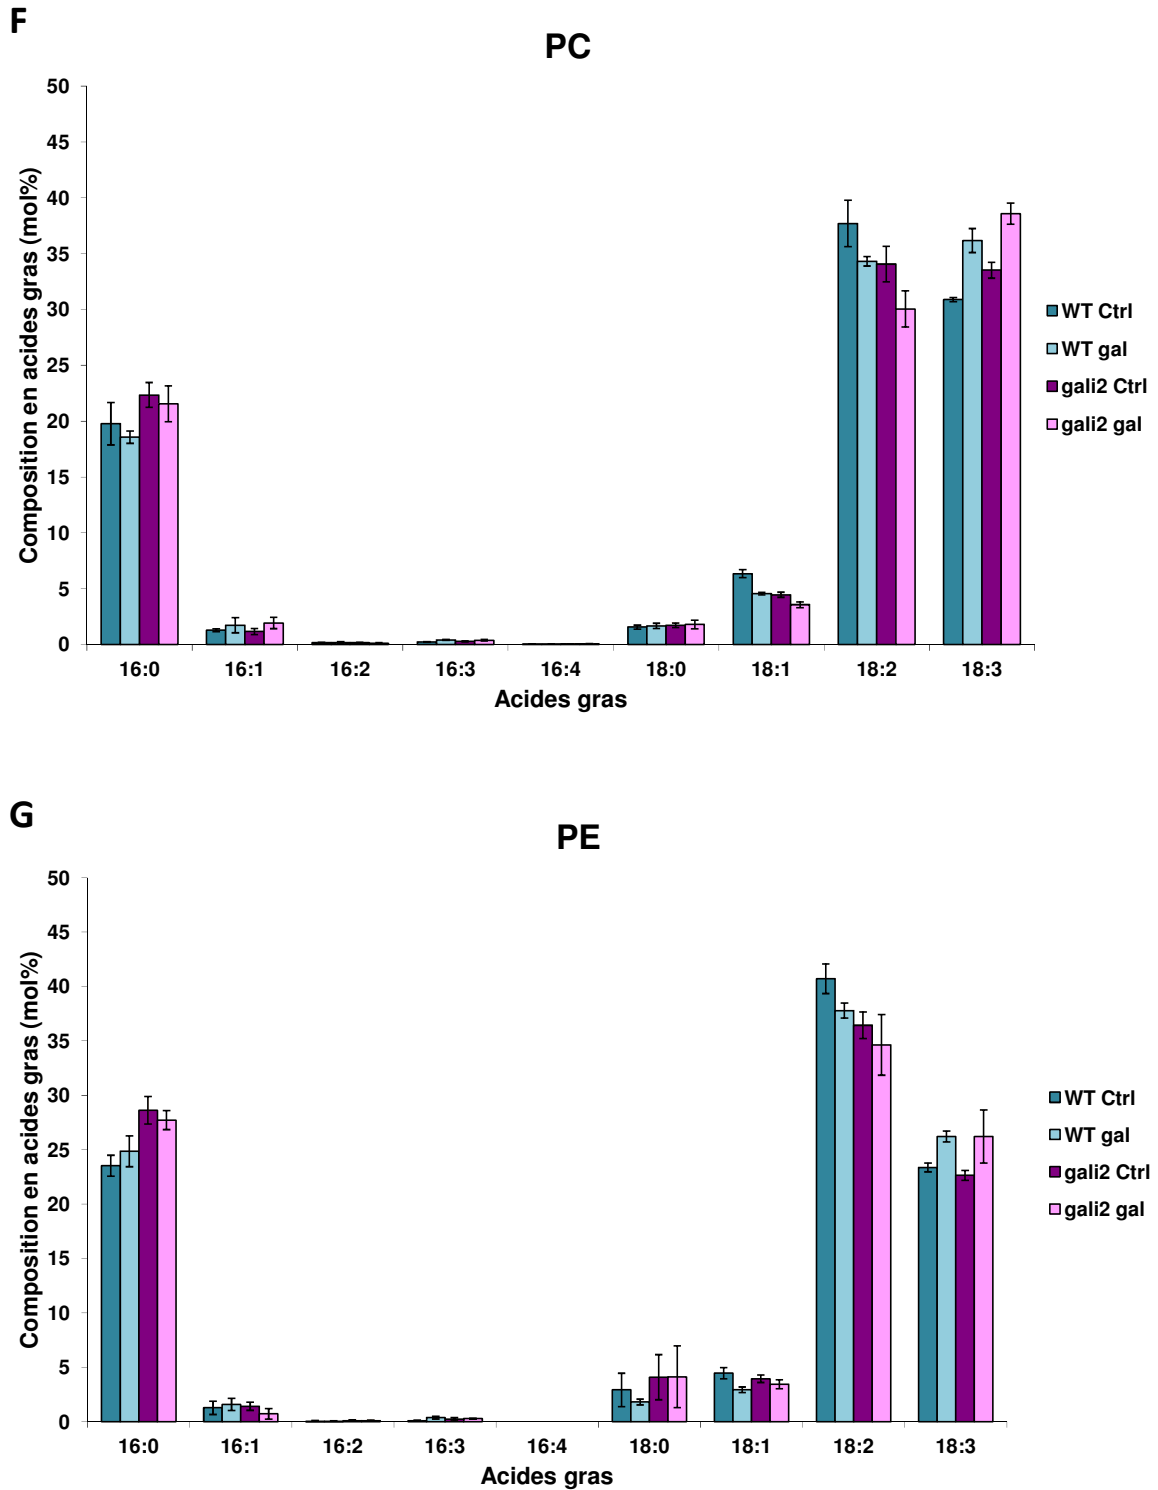 F
PC
Composition en acides gras (mol%)
50
45
40
35
30
25
20
15
10
5
0
16:0 16:1 16:2 16:3 16:4 18:0 18:1 18:2 18:3
Acides gras
WT Ctrl
WT gal
gali2 Ctrl
gali2 gal
G
PE
Composition en acides gras (mol%)
50
45
40
35
30
25
20
15
10
5
0
16:0 16:1 16:2 16:3 16:4 18:0 18:1 18:2 18:3
Acides gras
WT Ctrl
WT gal
gali2 Ctrl
gali2 gal